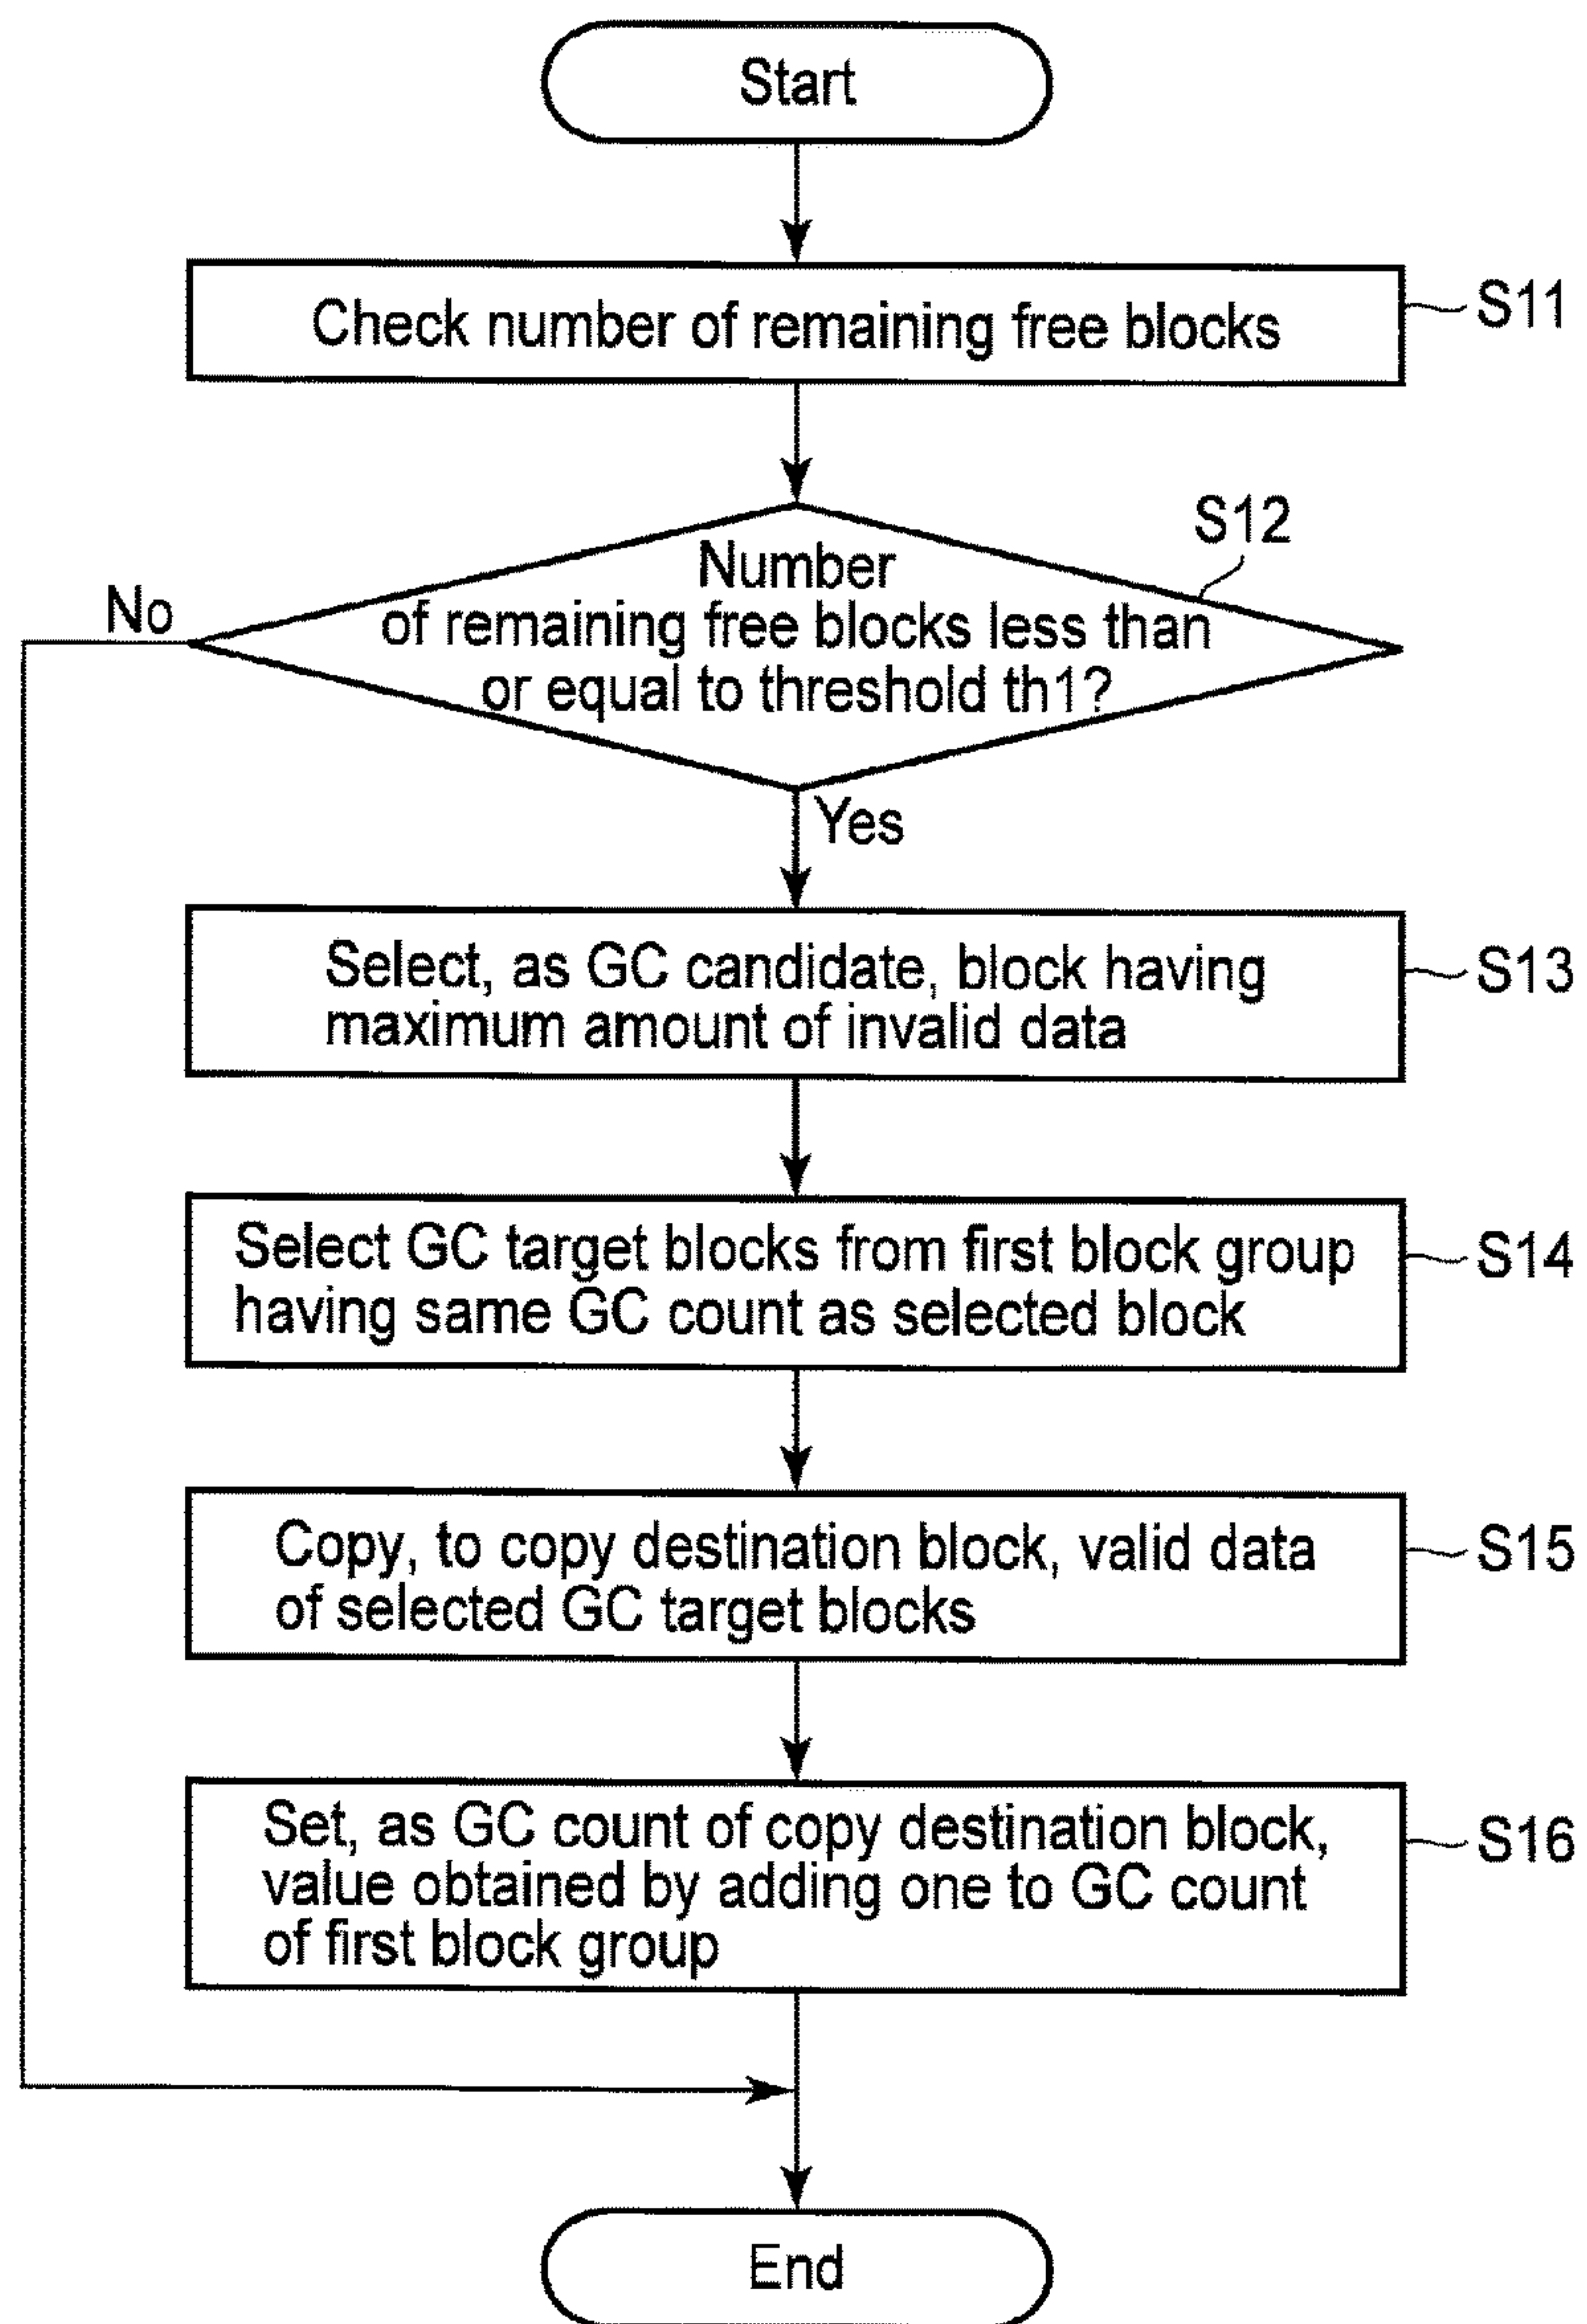 Start
Check number of remaining free blocks
S11
S12
Number
of remaining free blocks less than
or equal to threshold th1?
No
Yes
Select, as GC candidate, block having
maximum amount of invalid data
S13
Select GC target blocks from first block group
having same GC count as selected block
S14
Copy, to copy destination block, valid data
of selected GC target blocks
S15
Set, as GC count of copy destination block,
value obtained by adding one to GC count
of first block group
S16
End